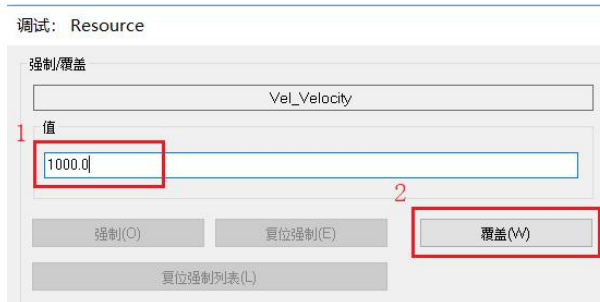 调试: Resource
强制/覆盖
Vel_Velocity
1 值
1000.0
2
强制(O) 复位强制(E) 覆盖(W)
复位强制列表(L)